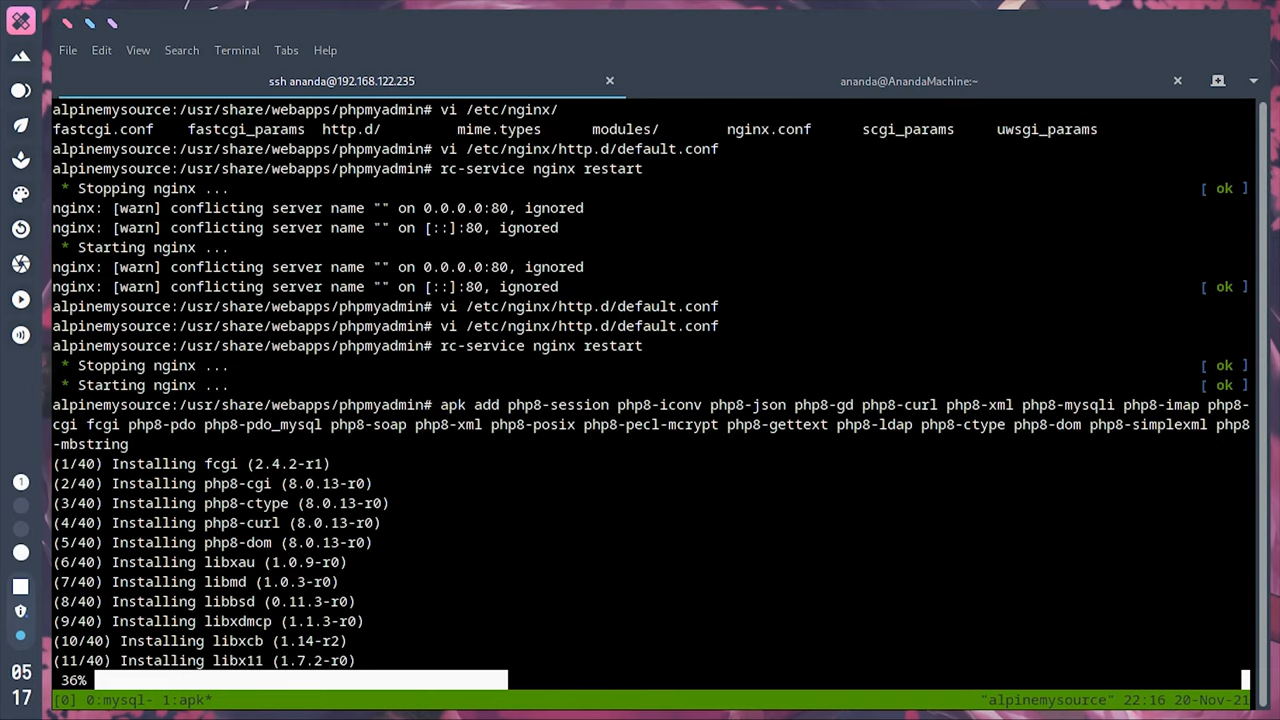 File Edit View Search Terminal Tabs Help
ssh ananda@192.168.122.235
ananda@AnandaMachine:~
alpinemysource:/usr/share/webapps/phpmyadmin# vi /etc/nginx/
fastcgi.conf fastcgi_params http.d/ mime.types modules/ nginx.conf scgi_params uwsgi_params
alpinemysource:/usr/share/webapps/phpmyadmin# vi /etc/nginx/http.d/default.conf
alpinemysource:/usr/share/webapps/phpmyadmin# rc-service nginx restart
* Stopping nginx ... [ ok ]
nginx: [warn] conflicting server name "" on 0.0.0.0:80, ignored
nginx: [warn] conflicting server name "" on [::]:80, ignored
* Starting nginx ...
nginx: [warn] conflicting server name "" on 0.0.0.0:80, ignored
nginx: [warn] conflicting server name "" on [::]:80, ignored [ ok ]
alpinemysource:/usr/share/webapps/phpmyadmin# vi /etc/nginx/http.d/default.conf
alpinemysource:/usr/share/webapps/phpmyadmin# vi /etc/nginx/http.d/default.conf
alpinemysource:/usr/share/webapps/phpmyadmin# rc-service nginx restart
* Stopping nginx ... [ ok ]
* Starting nginx ... [ ok ]
alpinemysource:/usr/share/webapps/phpmyadmin# apk add php8-session php8-iconv php8-json php8-gd php8-curl php8-xml php8-mysqli php8-imap php8-
cgi fcgi php8-pdo php8-pdo_mysql php8-soap php8-xml php8-posix php8-pecl-mcrypt php8-gettext php8-ldap php8-ctype php8-dom php8-simplexml php8
-mbstring
(1/40) Installing fcgi (2.4.2-r1)
(2/40) Installing php8-cgi (8.0.13-r0)
(3/40) Installing php8-ctype (8.0.13-r0)
(4/40) Installing php8-curl (8.0.13-r0)
(5/40) Installing php8-dom (8.0.13-r0)
(6/40) Installing libxau (1.0.9-r0)
(7/40) Installing libmd (1.0.3-r0)
(8/40) Installing libbsd (0.11.3-r0)
(9/40) Installing libxdmcp (1.1.3-r0)
(10/40) Installing libxcb (1.14-r2)
(11/40) Installing libx11 (1.7.2-r0)
36%
[0] 0:mysql- 1:apk* "alpinemysource" 22:16 20-Nov-21
1
05
17